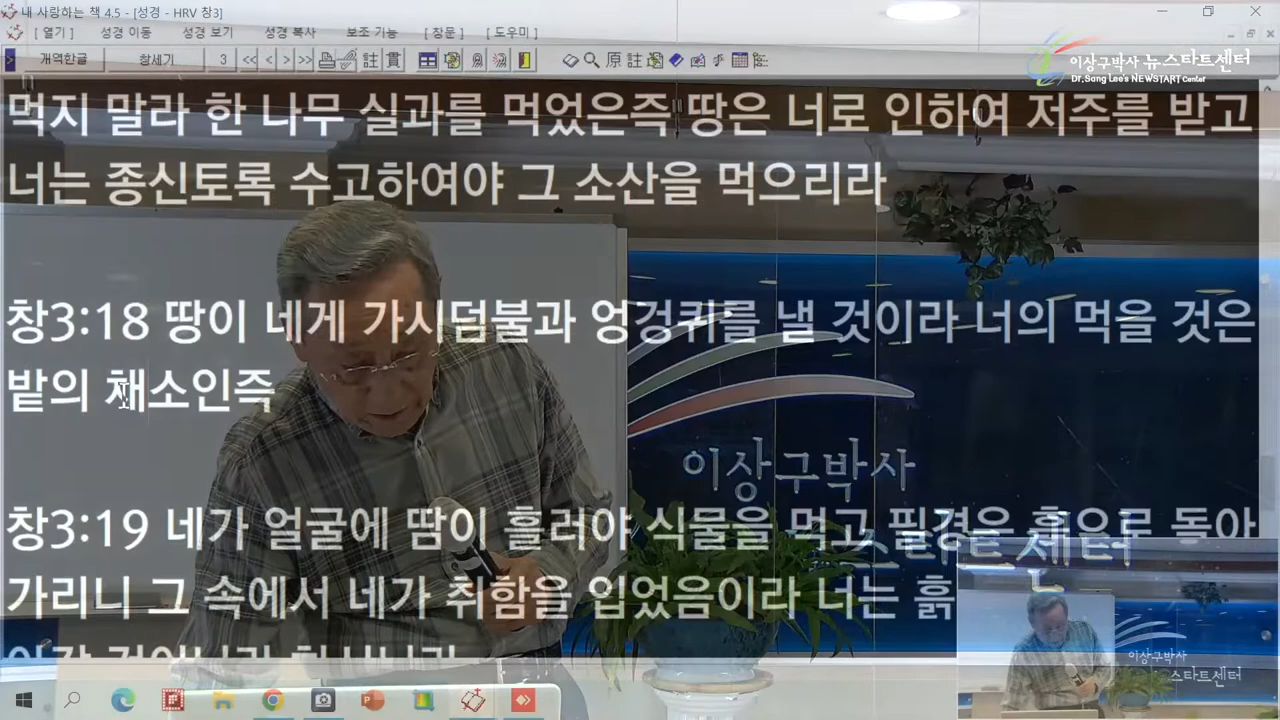 내 사랑하는 책 4.5 - [성경 - HRV 창3]
[ 열기 ] 성경 이동 성경 보기 성경 복사 보조 기능 [ 창문 ] [ 도우미 ]
개역한글 창세기 3 << < > >> 註 貫 原 註
이상구박사 뉴스타트센터
Dr.Sang Lee's NEWSTART Center
먹지 말라 한 나무 실과를 먹었은즉 땅은 너로 인하여 저주를 받고
너는 종신토록 수고하여야 그 소산을 먹으리라
창3:18 땅이 네게 가시덤불과 엉겅퀴를 낼 것이라 너의 먹을 것은
밭의 채소인즉
이상구박사
스타트센터
창3:19 네가 얼굴에 땀이 흘러야 식물을 먹고 필경은 흙으로 돌아
가리니 그 속에서 네가 취함을 입었음이라 너는 흙
이상구박사
스타트센터